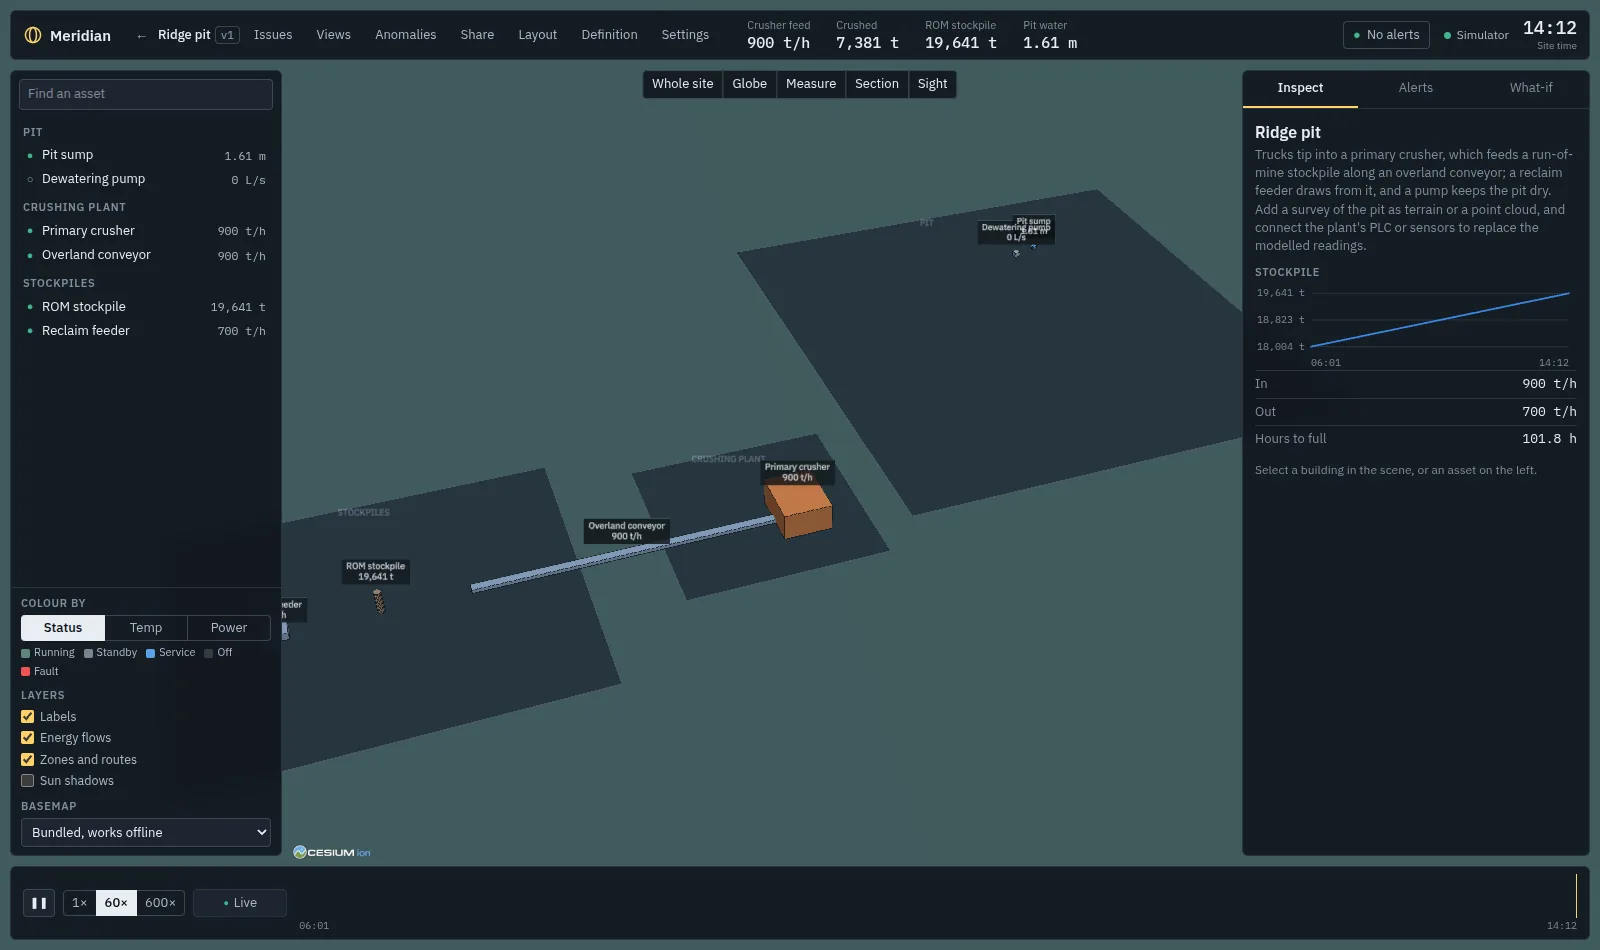 Meridian
← Ridge pit v1 Issues Views Anomalies Share Layout Definition Settings
Crusher feed
900 t/h
Crushed
7,381 t
ROM stockpile
19,641 t
Pit water
1.61 m
No alerts
Simulator
14:12
Site time
Find an asset
PIT
Pit sump 1.61 m
Dewatering pump 0 L/s
CRUSHING PLANT
Primary crusher 900 t/h
Overland conveyor 900 t/h
STOCKPILES
ROM stockpile 19,641 t
Reclaim feeder 700 t/h
COLOUR BY
Status Temp Power
Running Standby Service Off
Fault
LAYERS
Labels
Energy flows
Zones and routes
Sun shadows
BASEMAP
Bundled, works offline
Whole site Globe Measure Section Sight
PIT
Pit sump
1.61 m
Dewatering pump
0 L/s
CRUSHING PLANT
Primary crusher
900 t/h
Overland conveyor
900 t/h
STOCKPILES
ROM stockpile
19,641 t
eeder
h
CESIUM ion
Inspect Alerts What-if
Ridge pit
Trucks tip into a primary crusher, which feeds a run-of-
mine stockpile along an overland conveyor; a reclaim
feeder draws from it, and a pump keeps the pit dry.
Add a survey of the pit as terrain or a point cloud, and
connect the plant's PLC or sensors to replace the
modelled readings.
STOCKPILE
19,641 t
18,823 t
18,004 t
06:01 14:12
In 900 t/h
Out 700 t/h
Hours to full 101.8 h
Select a building in the scene, or an asset on the left.
1× 60× 600× Live
06:01 14:12